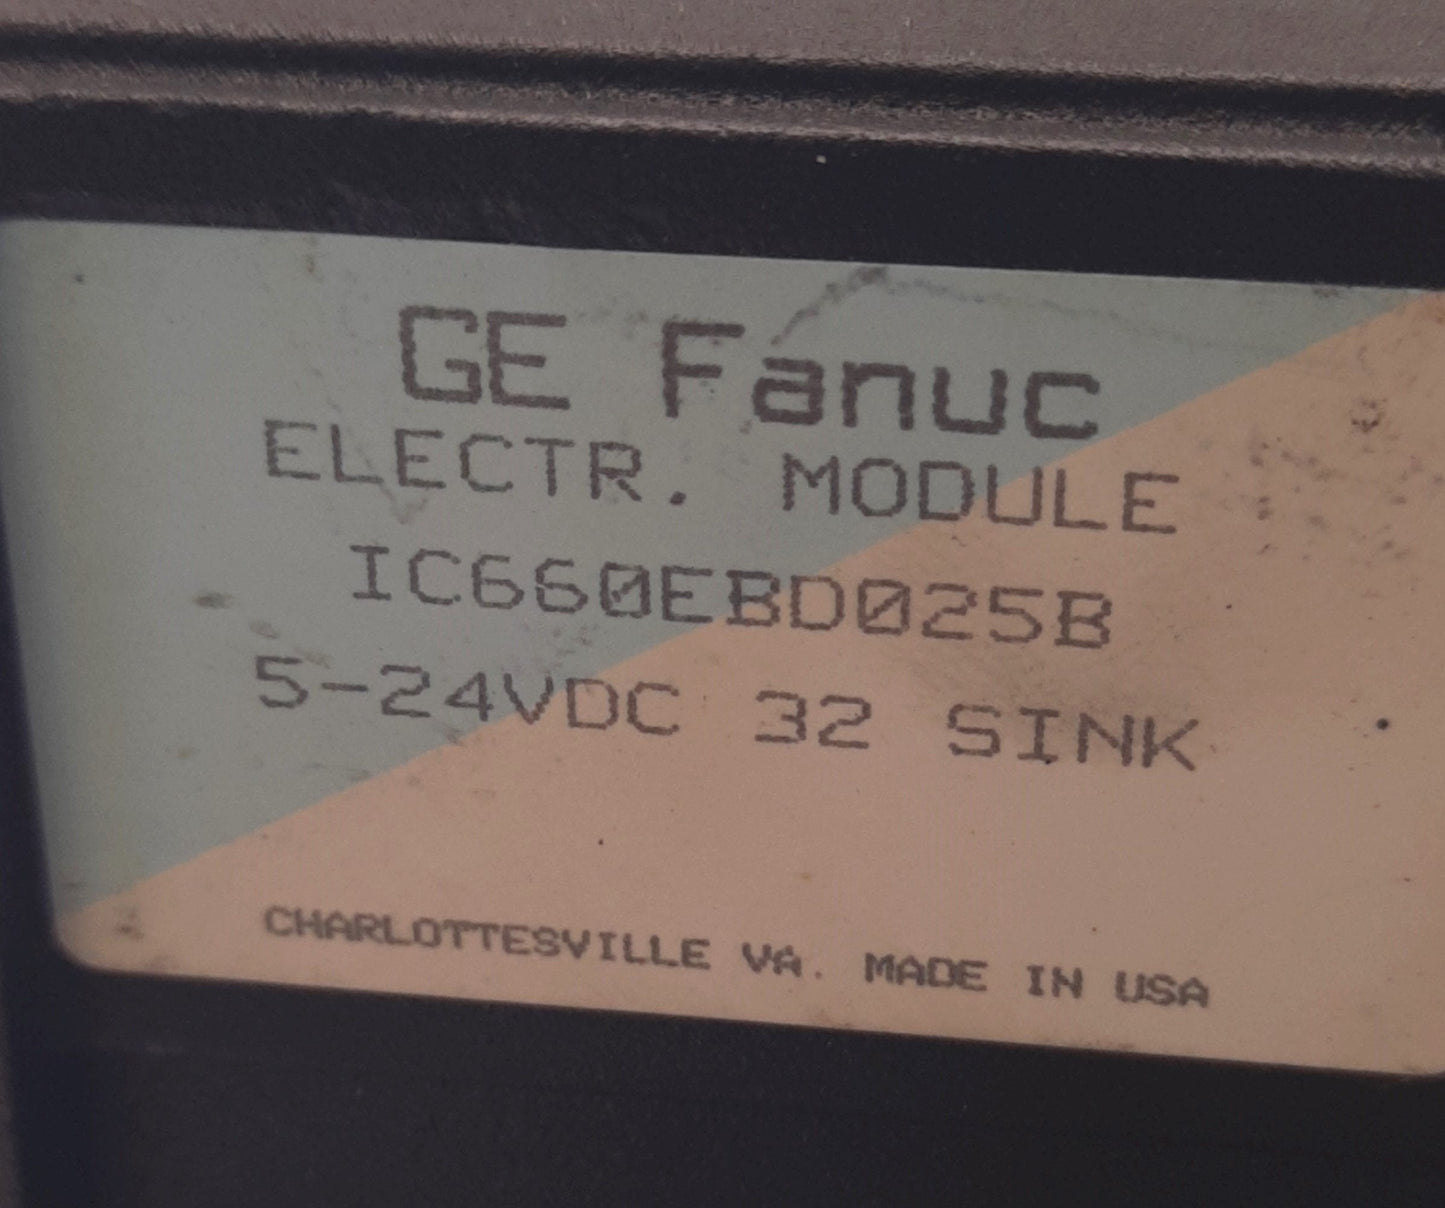 GE Fanuc
ELECTR. MODULE
IC660EBD025B
5-24VDC 32 SINK
CHARLOTTESVILLE VA. MADE IN USA